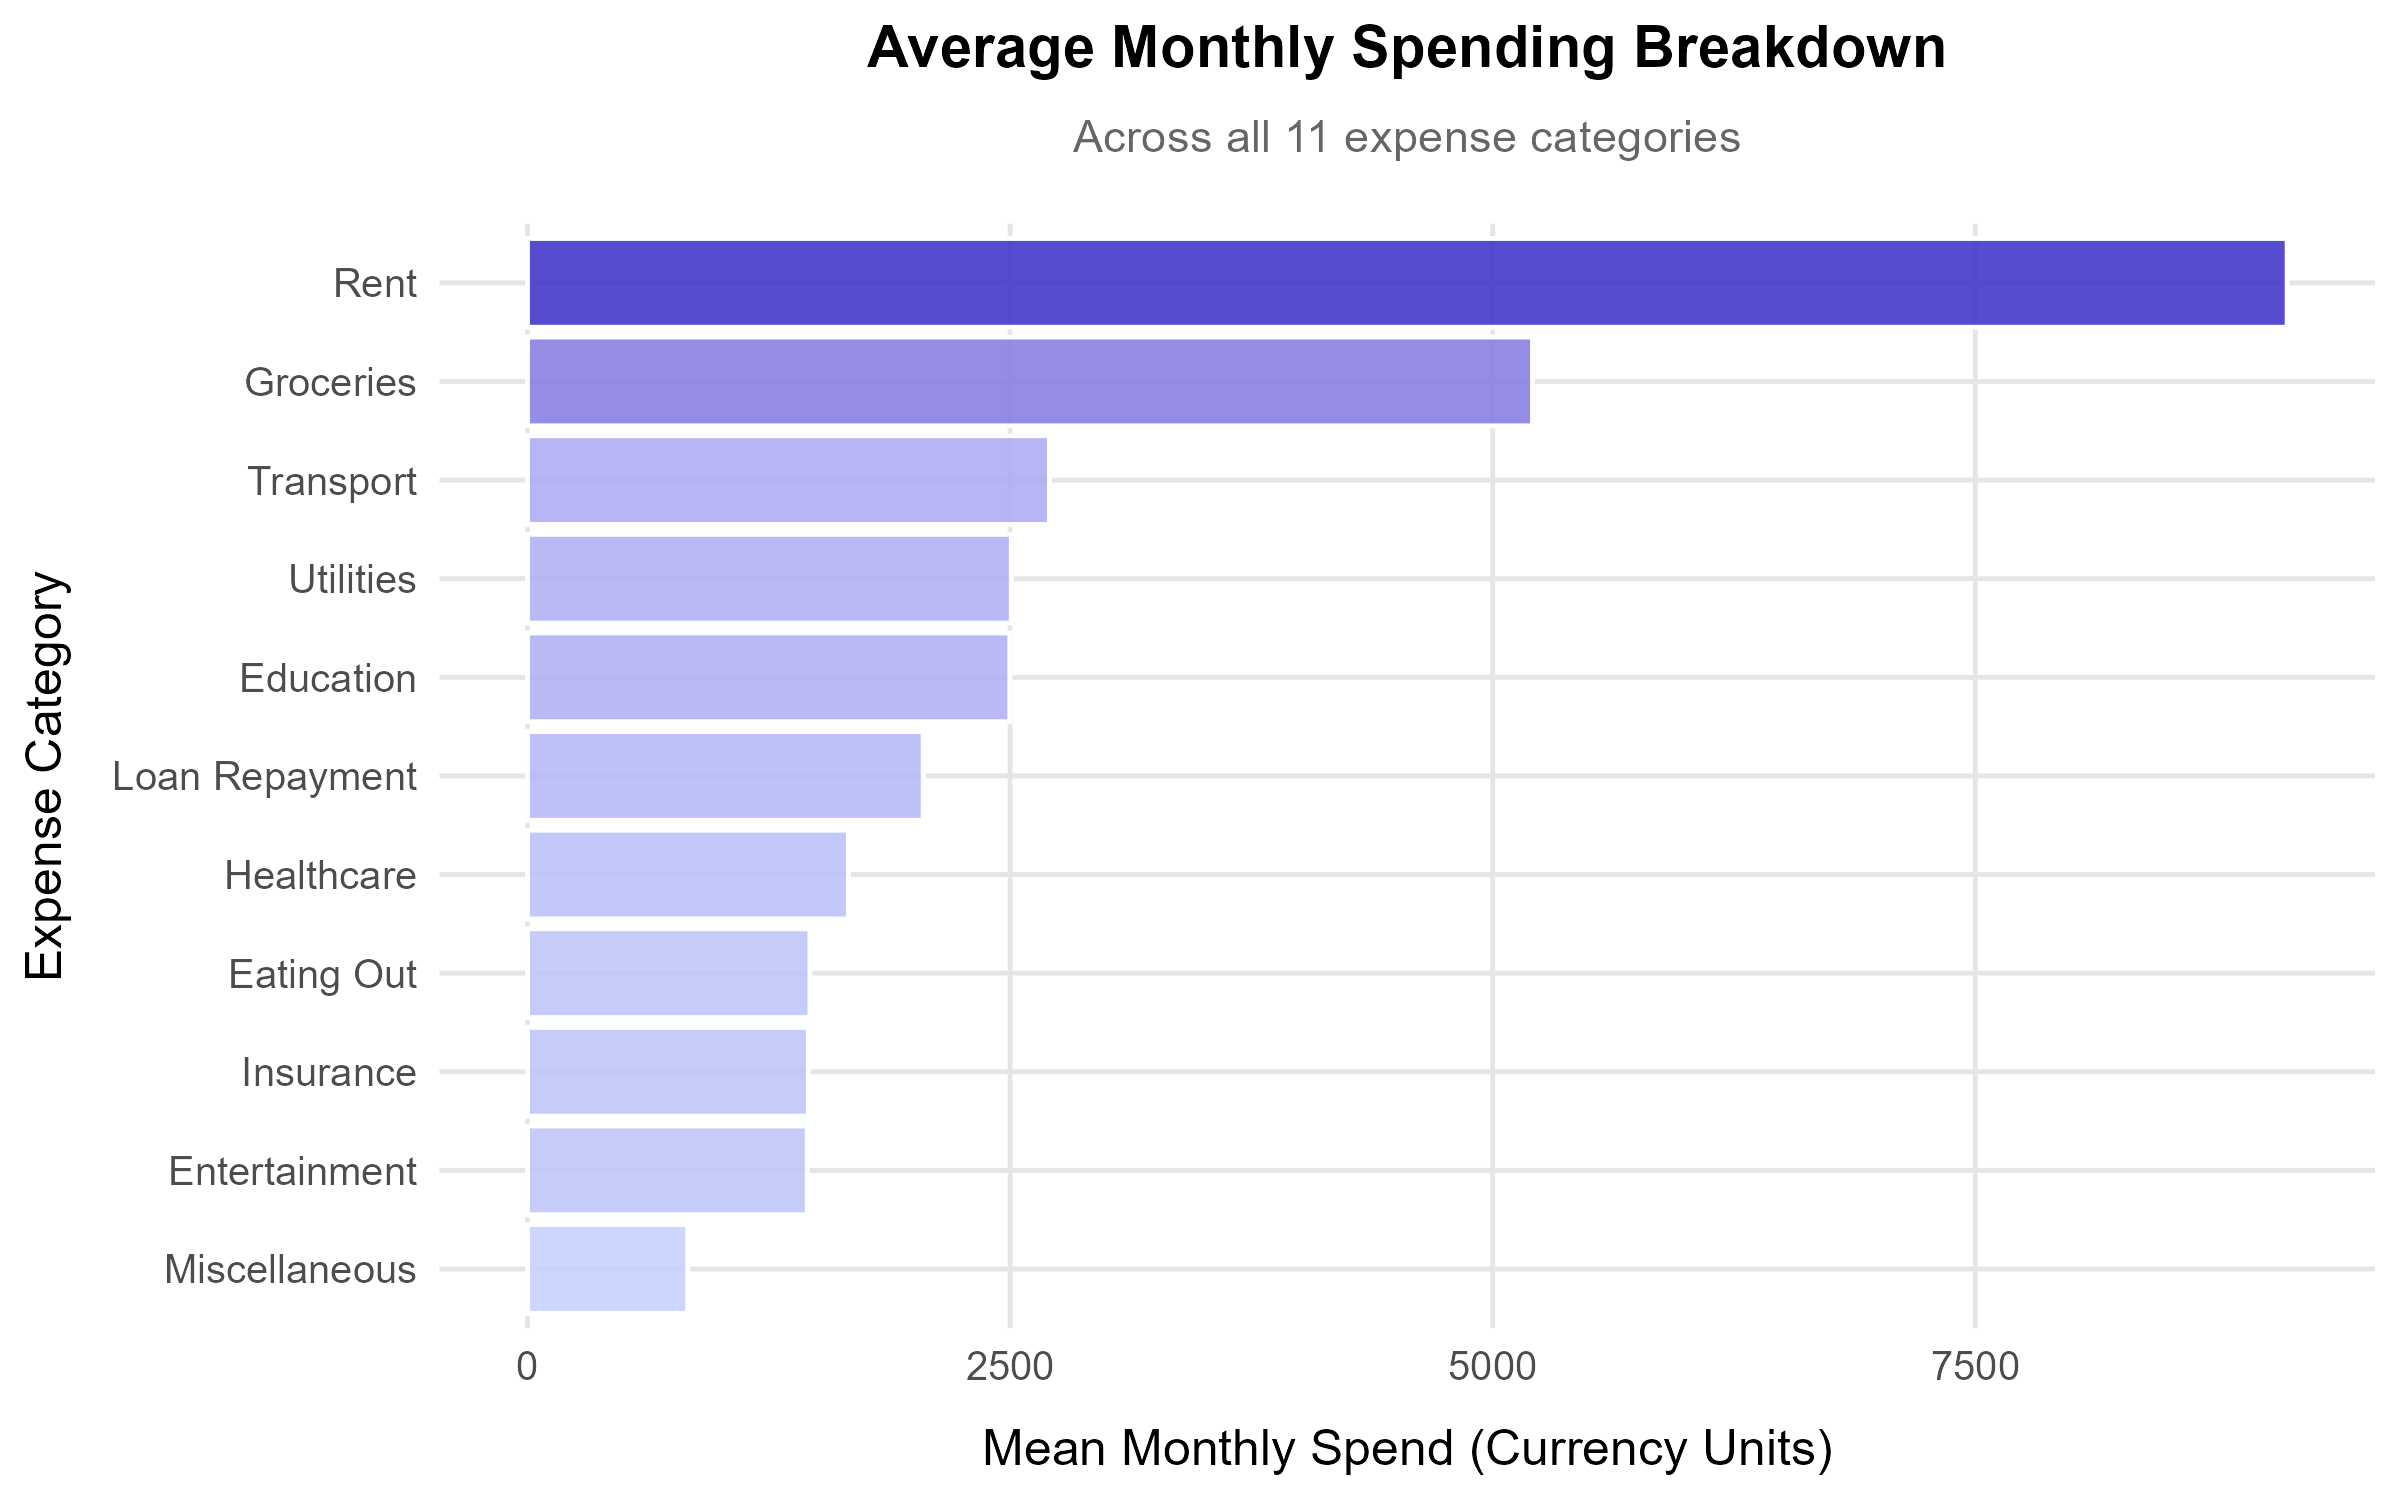 Average Monthly Spending Breakdown
Across all 11 expense categories
Expense Category
Rent
Groceries
Transport
Utilities
Education
Loan Repayment
Healthcare
Eating Out
Insurance
Entertainment
Miscellaneous
0 2500 5000 7500
Mean Monthly Spend (Currency Units)